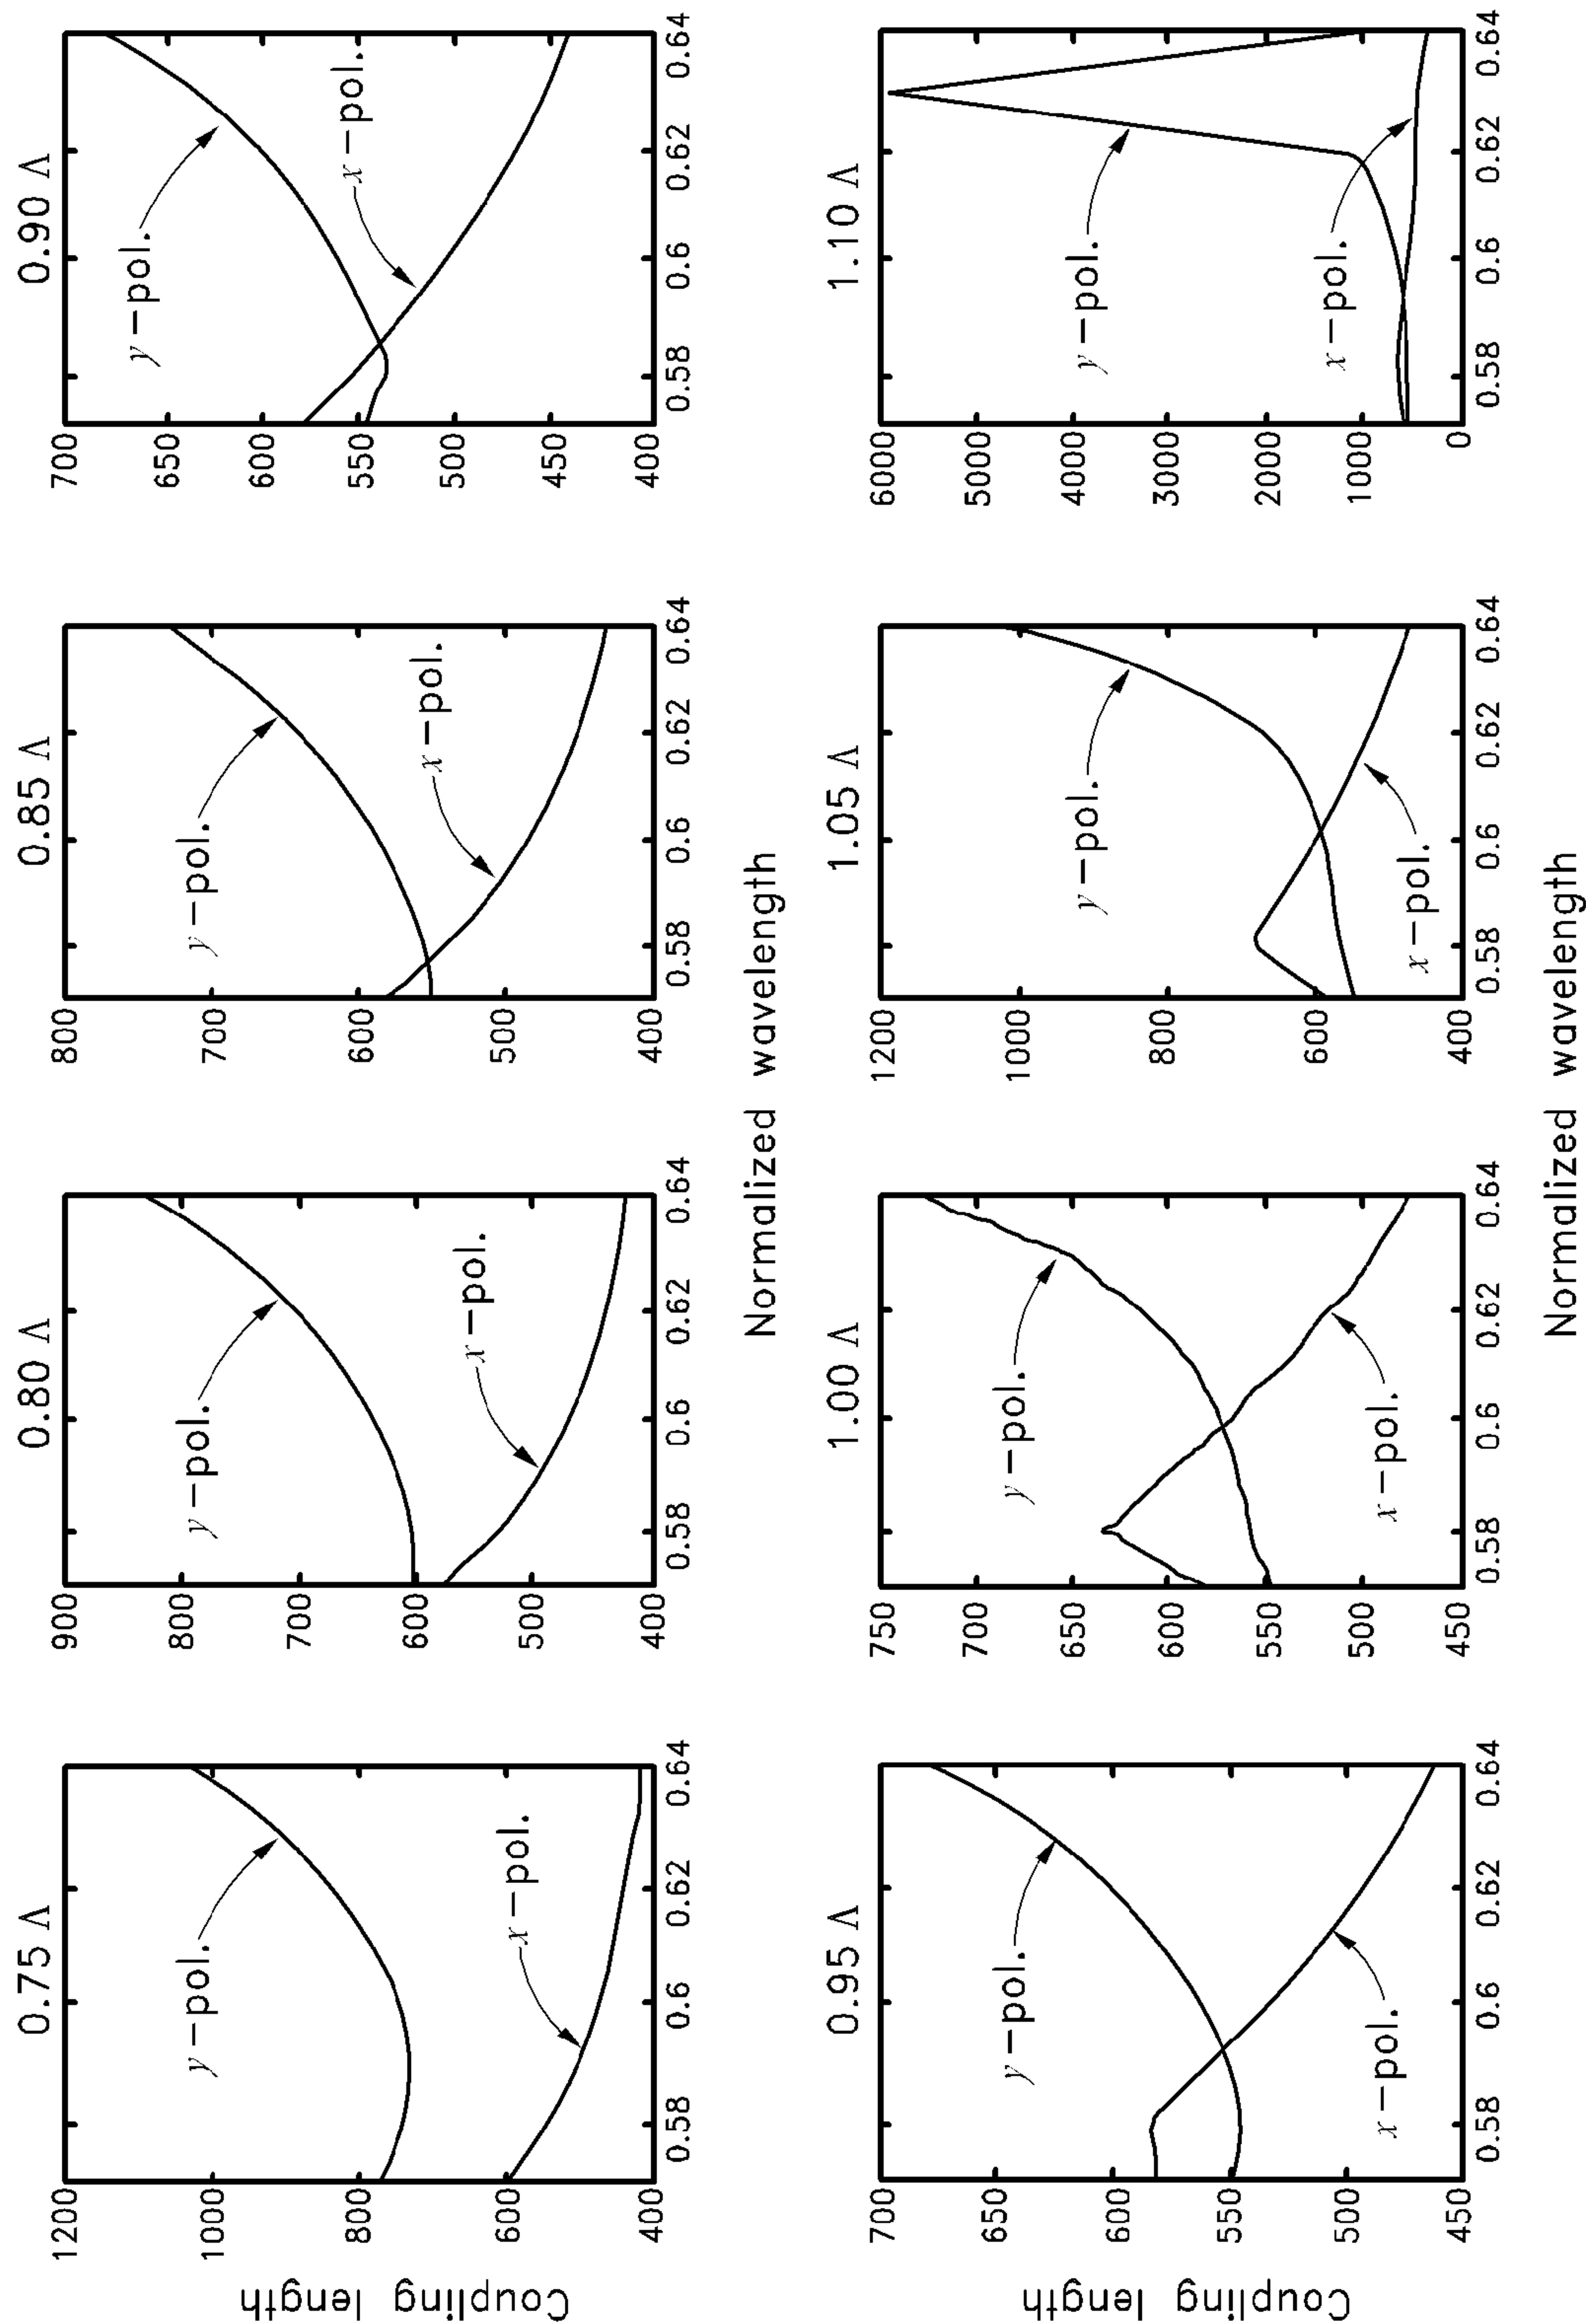 0.75 Λ
0.80 Λ
0.85 Λ
0.90 Λ
Coupling length
1200
1000
800
600
400
y-pol.
x-pol.
0.58 0.6 0.62 0.64
900
800
700
600
500
400
y-pol.
x-pol.
0.58 0.6 0.62 0.64
800
700
600
500
400
y-pol.
x-pol.
0.58 0.6 0.62 0.64
700
650
600
550
500
450
400
y-pol.
x-pol.
0.58 0.6 0.62 0.64
Normalized wavelength
0.95 Λ
1.00 Λ
1.05 Λ
1.10 Λ
Coupling length
700
650
600
550
500
450
y-pol.
x-pol.
0.58 0.6 0.62 0.64
750
700
650
600
550
500
450
y-pol.
x-pol.
0.58 0.6 0.62 0.64
1200
1000
800
600
400
y-pol.
x-pol.
0.58 0.6 0.62 0.64
6000
5000
4000
3000
2000
1000
0
y-pol.
x-pol.
0.58 0.6 0.62 0.64
Normalized wavelength